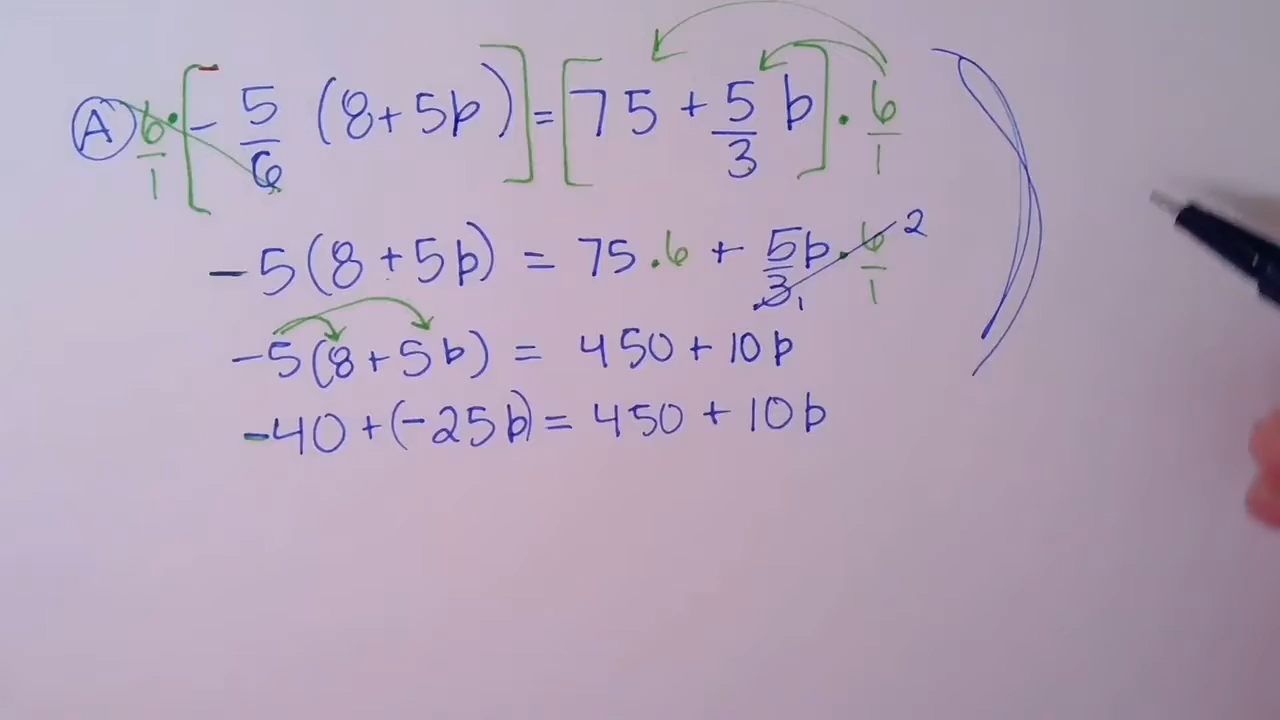 Ⓐ 6/1 · [- 5/6 (8+5b)] = [75 + 5/3 b] · 6/1
-5(8+5b) = 75·6 + 5b/3 · 6/1 2 1
-5(8+5b) = 450 + 10b
-40 + (-25b) = 450 + 10b